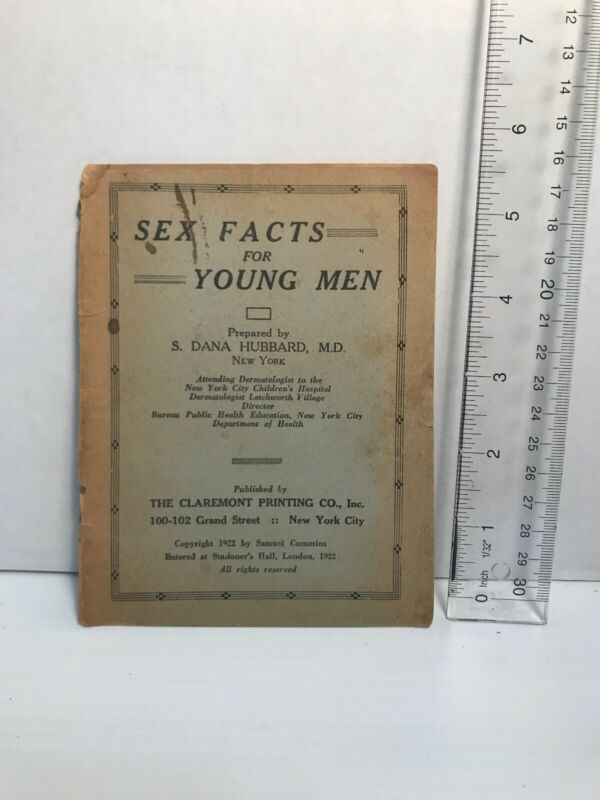 SEX FACTS
FOR
YOUNG MEN
Prepared by
S. DANA HUBBARD, M.D.
NEW YORK
Attending Dermatologist to the
New York City Children's Hospital
Dermatologist Letchworth Village
Director
Bureau Public Health Education, New York City
Department of Health
Published by
THE CLAREMONT PRINTING CO., Inc.
100-102 Grand Street :: New York City
Copyright 1922 by Samuel Cummins
Entered at Stationer's Hall, London, 1922
All rights reserved
12
13
14
15
16
17
18
19
20
21
22
23
24
25
26
27
28
29
30
7
6
5
4
3
2
1
0
Inch 1/32"